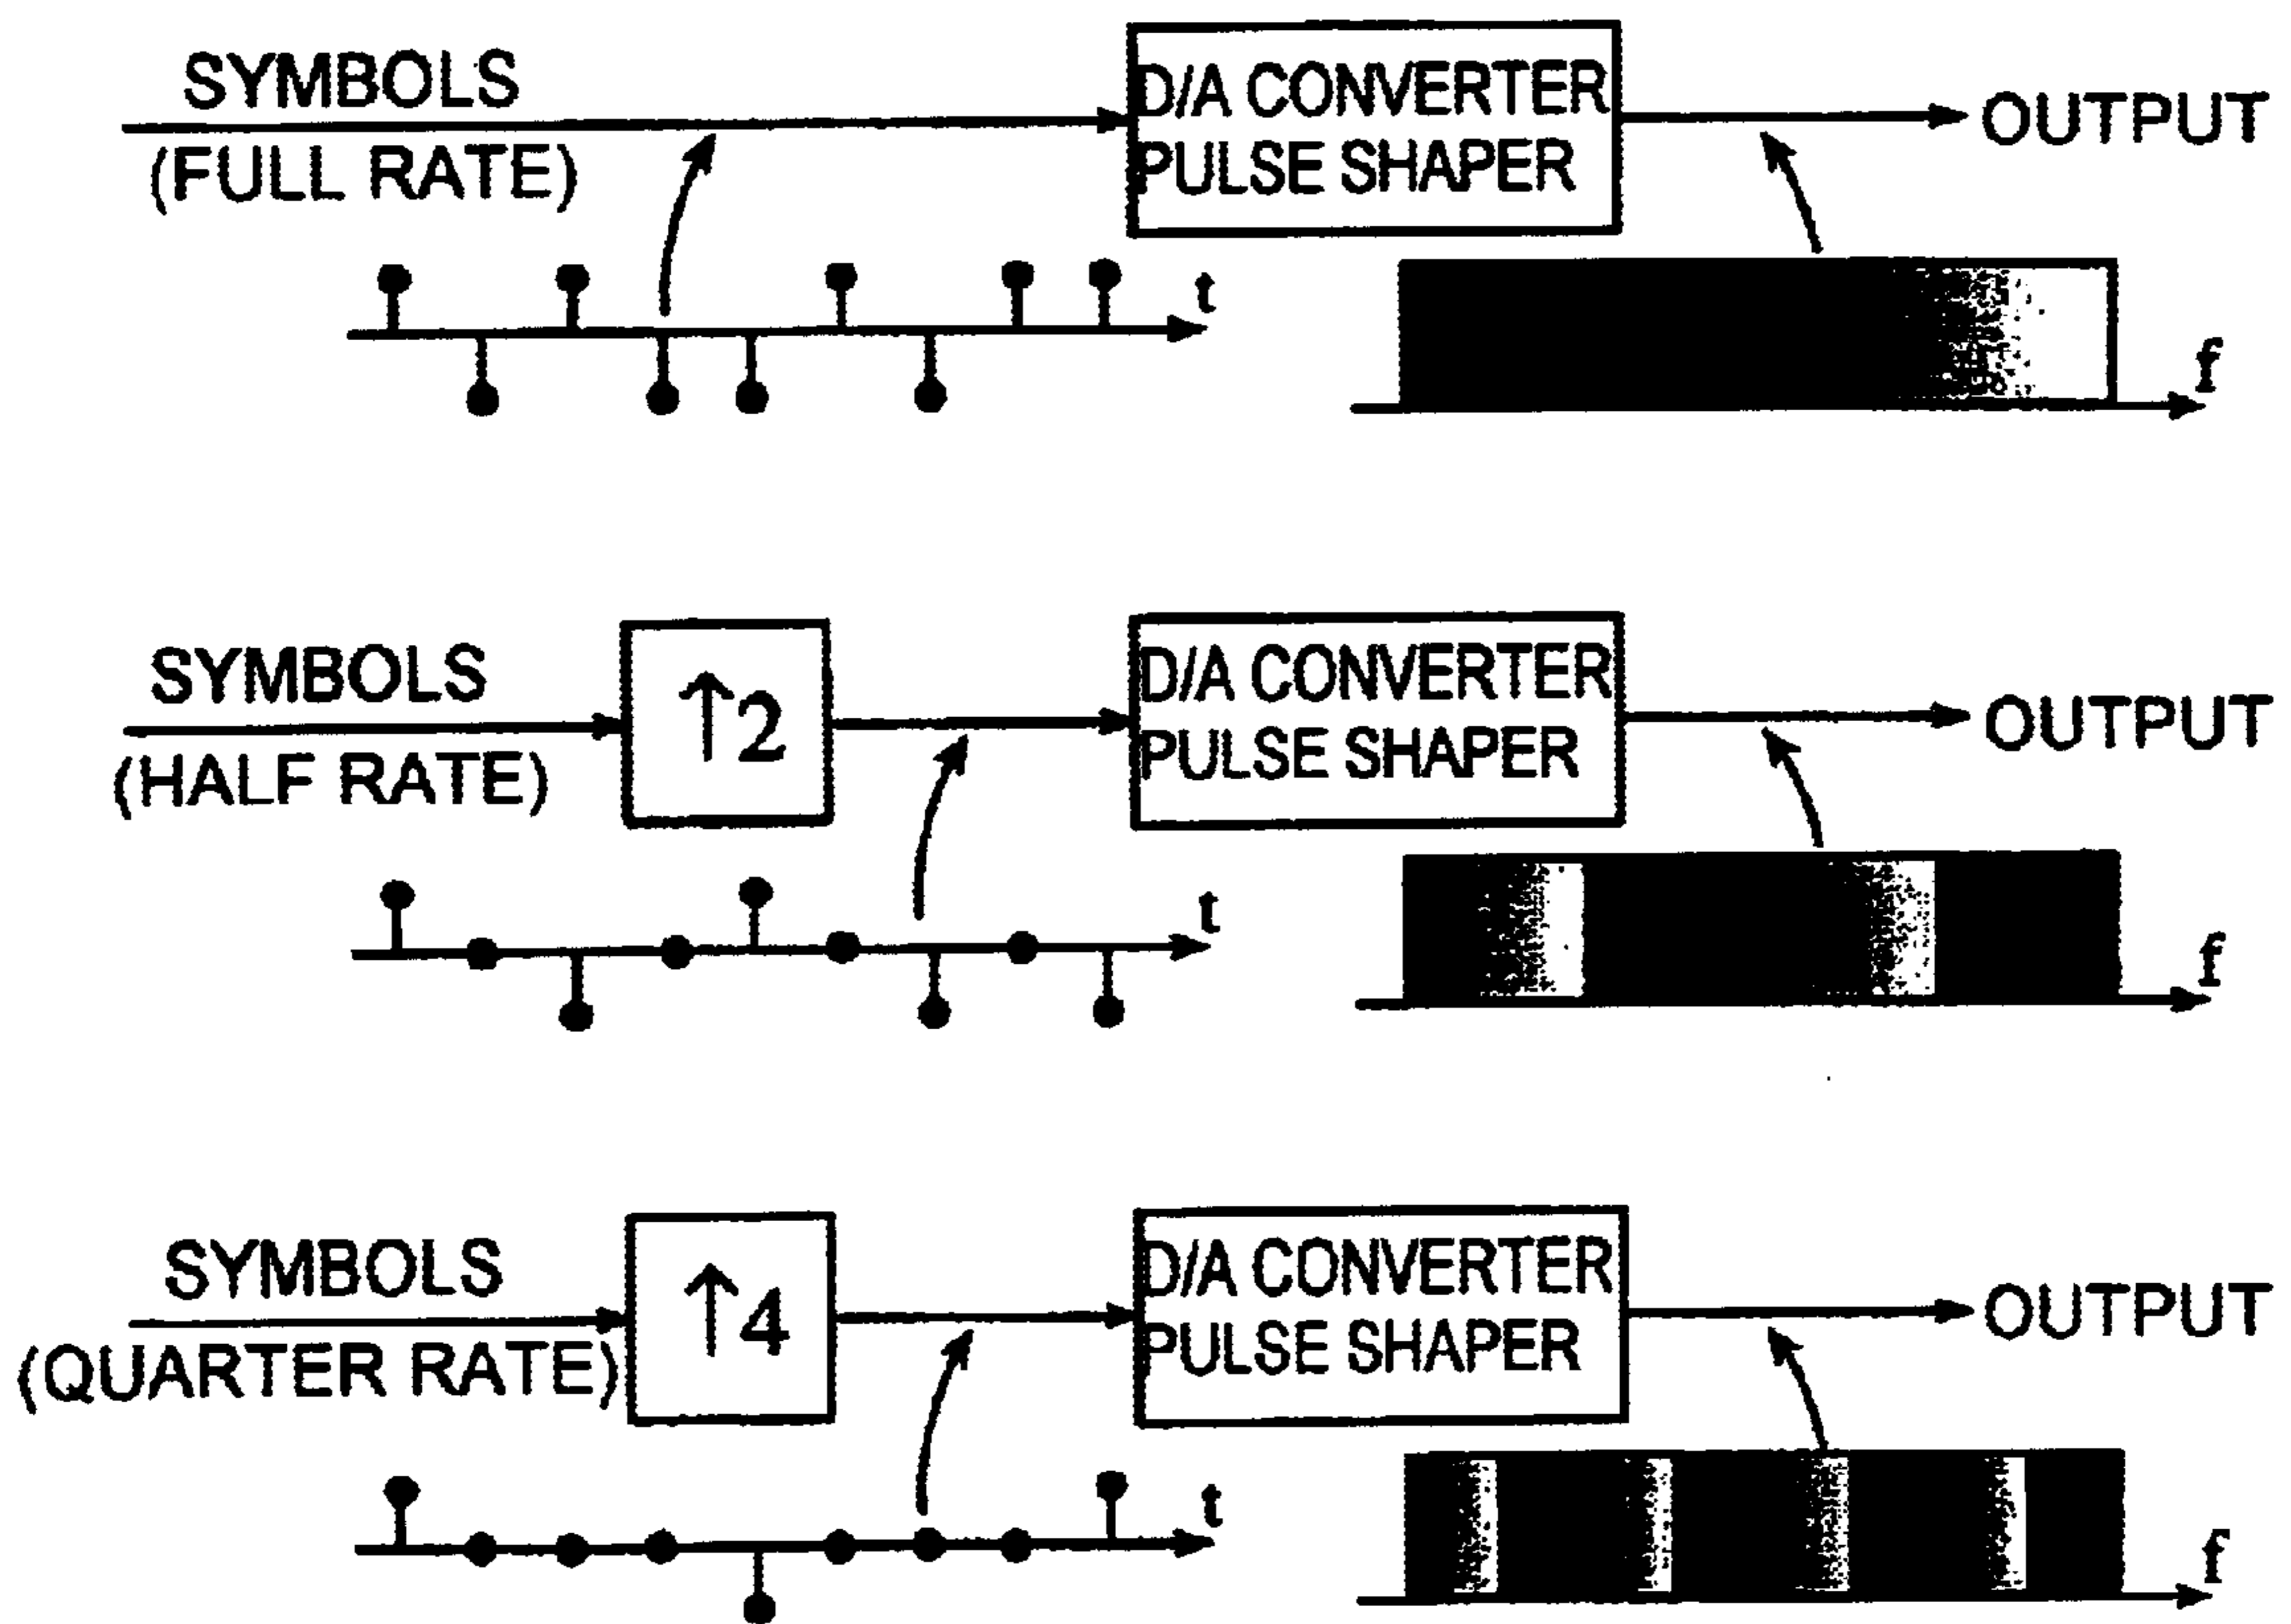 SYMBOLS
(FULL RATE)
D/A CONVERTER
PULSE SHAPER
OUTPUT
t
f
SYMBOLS
(HALF RATE)
↑2
D/A CONVERTER
PULSE SHAPER
OUTPUT
t
f
SYMBOLS
(QUARTER RATE)
↑4
D/A CONVERTER
PULSE SHAPER
OUTPUT
t
f